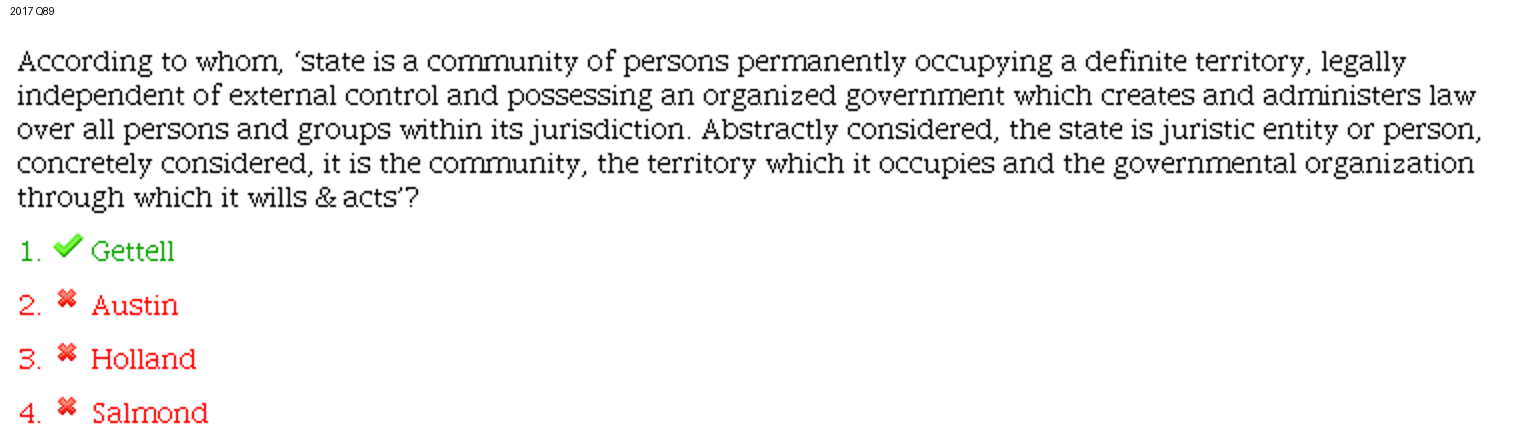 2017 Q89
According to whom, ‘state is a community of persons permanently occupying a definite territory, legally
independent of external control and possessing an organized government which creates and administers law
over all persons and groups within its jurisdiction. Abstractly considered, the state is juristic entity or person,
concretely considered, it is the community, the territory which it occupies and the governmental organization
through which it wills & acts’?
1. Gettell
2. Austin
3. Holland
4. Salmond